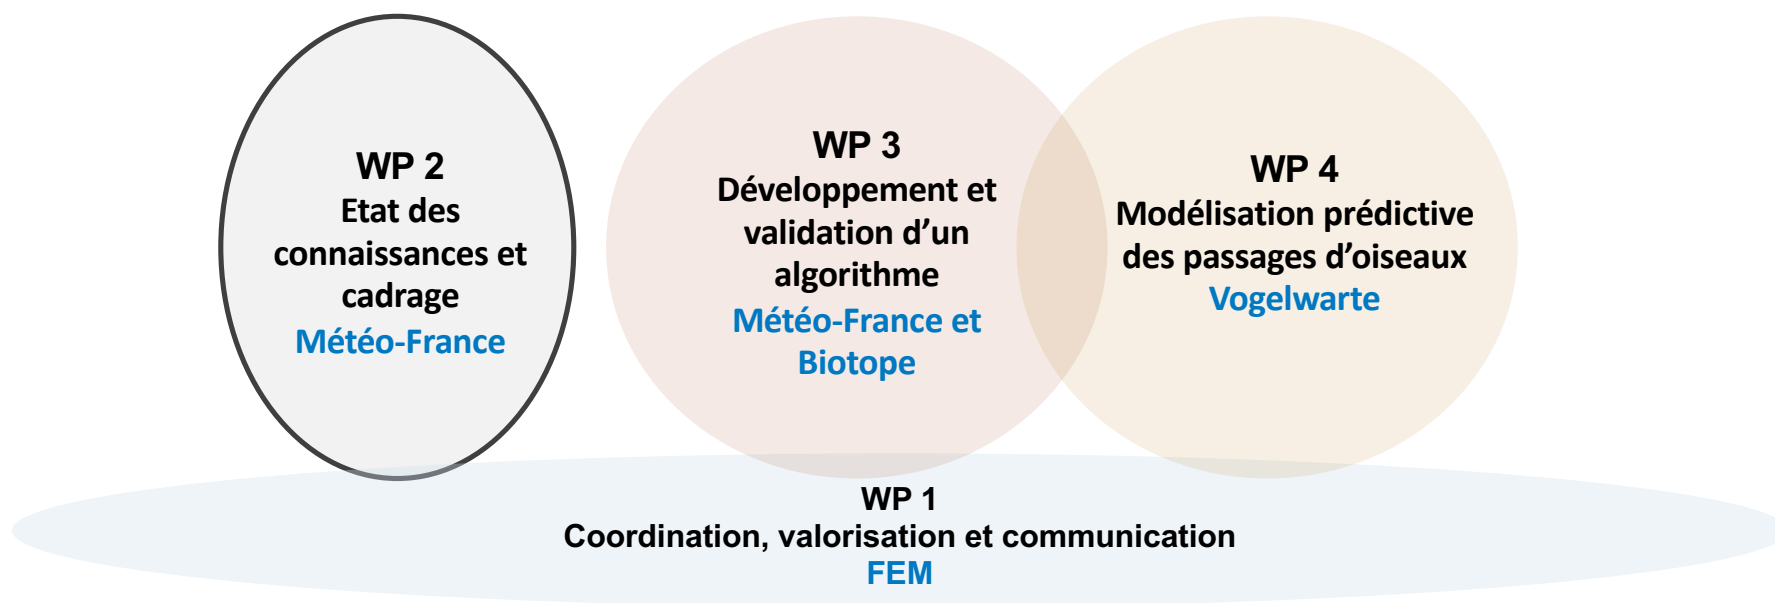 WP 2
Etat des
connaissances et
cadrage
Météo-France
WP 3
Développement et
validation d’un
algorithme
Météo-France et
Biotope
WP 4
Modélisation prédictive
des passages d’oiseaux
Vogelwarte
WP 1
Coordination, valorisation et communication
FEM